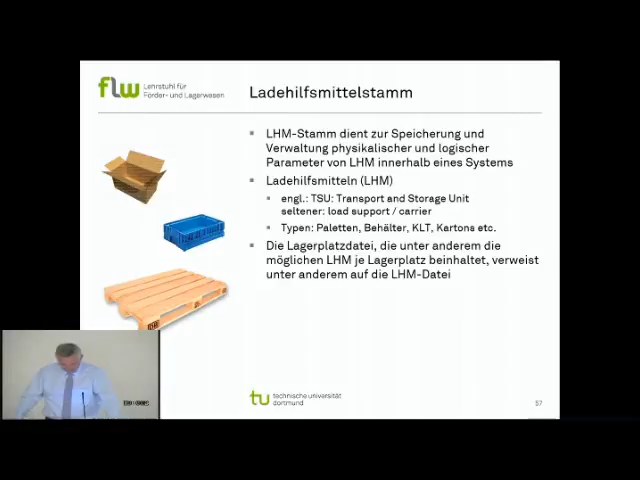 flw Lehrstuhl für
Förder- und Lagerwesen
Ladehilfsmittelstamm
LHM-Stamm dient zur Speicherung und
Verwaltung physikalischer und logischer
Parameter von LHM innerhalb eines Systems
Ladehilfsmitteln (LHM)
engl.: TSU: Transport and Storage Unit
seltener: load support / carrier
Typen: Paletten, Behälter, KLT, Kartons etc.
Die Lagerplatzdatei, die unter anderem die
möglichen LHM je Lagerplatz beinhaltet, verweist
unter anderem auf die LHM-Datei
tu technische universität
dortmund
57